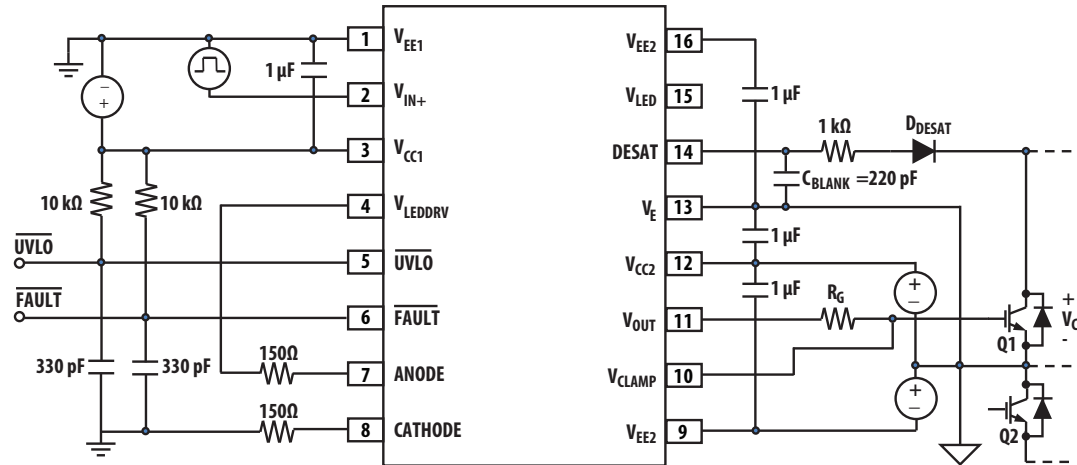 1 V_EE1
1 µF
2 V_IN+
- +
3 V_CC1
10 kΩ 10 kΩ
4 V_LEDDRV
UVLO
5 UVLO
FAULT
6 FAULT
330 pF 330 pF
150Ω
7 ANODE
150Ω
8 CATHODE
V_EE2 16
1 µF
V_LED 15
1 kΩ D_DESAT
DESAT 14
C_BLANK =220 pF
V_E 13
1 µF
V_CC2 12
1 µF
+ -
R_G
V_OUT 11
Q1
+
V_C
-
V_CLAMP 10
+ -
V_EE2 9
Q2